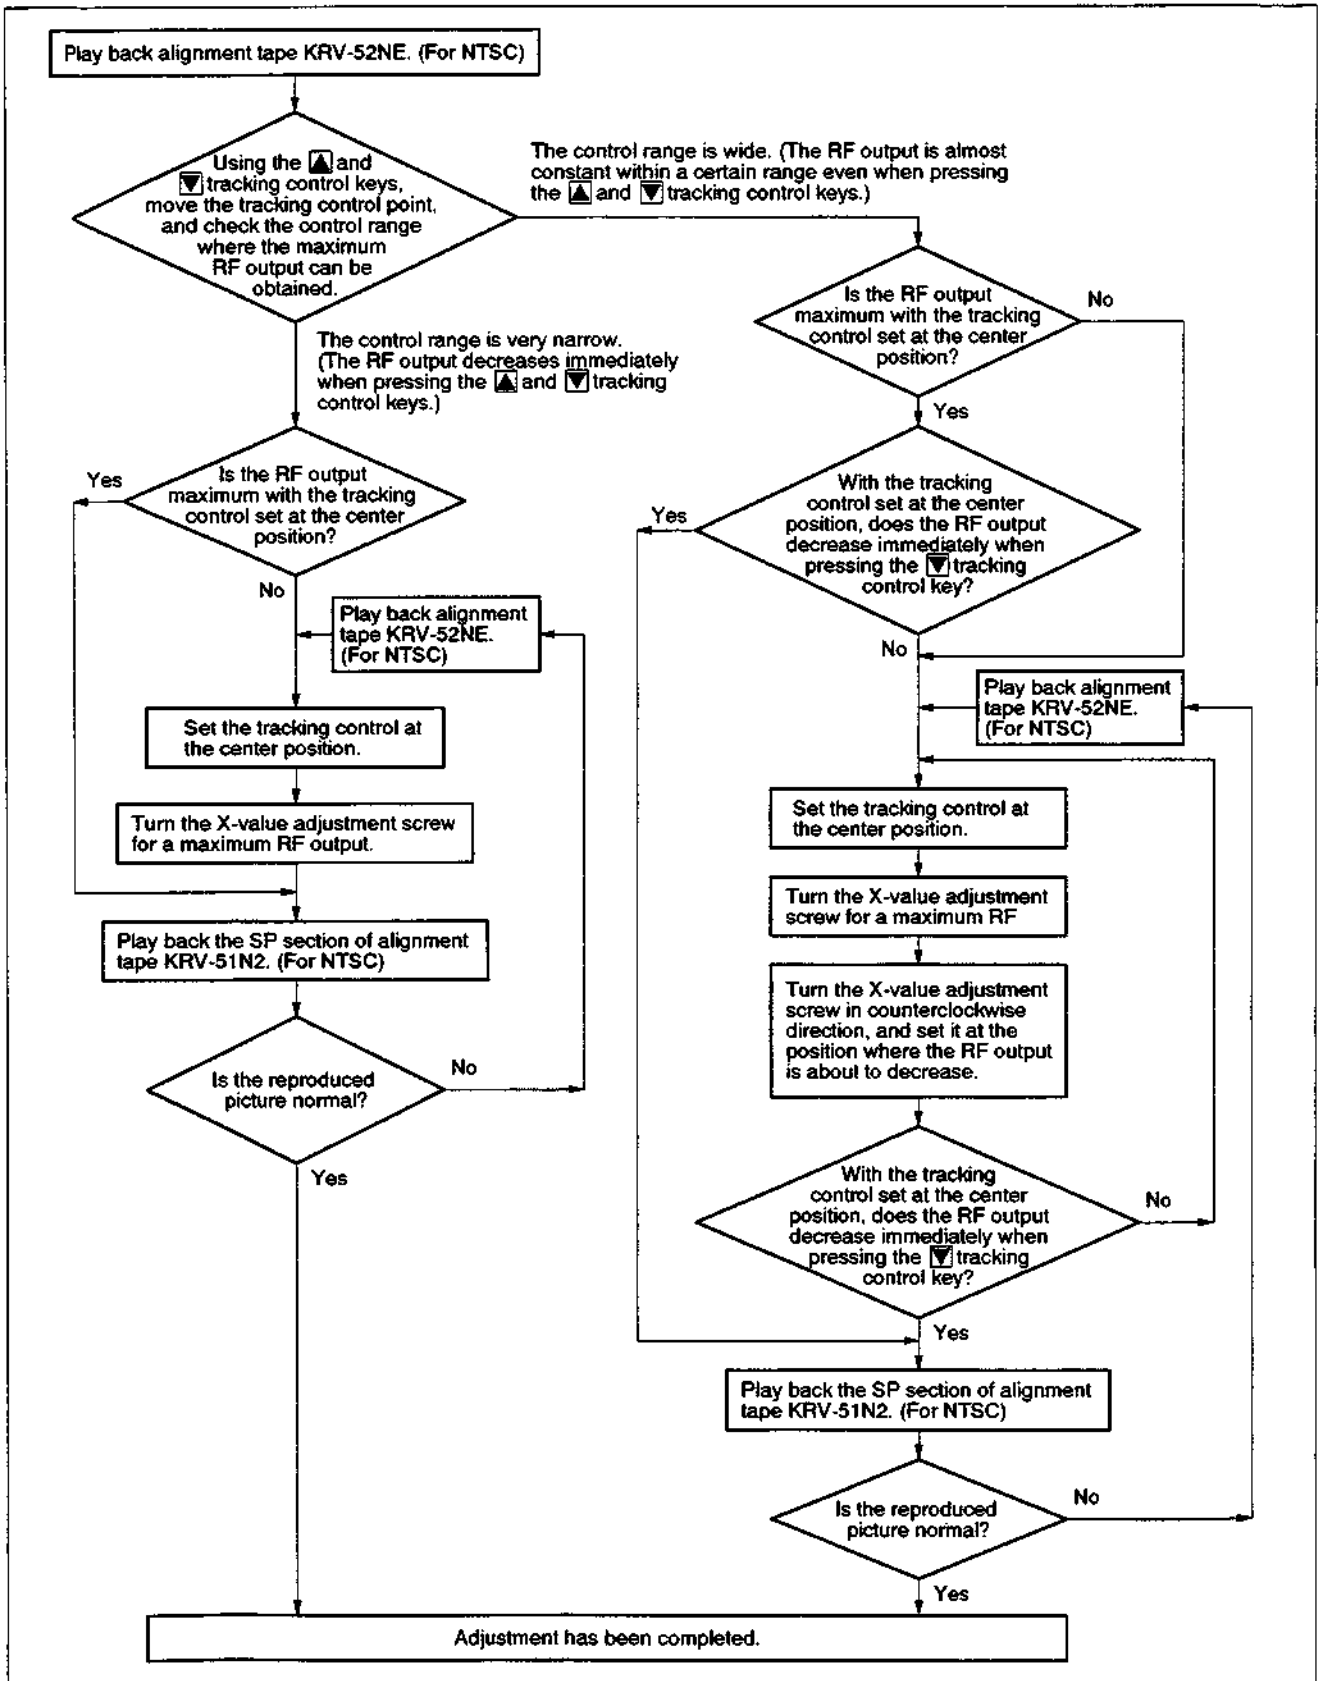 Play back alignment tape KRV-52NE. (For NTSC)
Using the ▲ and
▼ tracking control keys,
move the tracking control point,
and check the control range
where the maximum
RF output can be
obtained.
The control range is wide. (The RF output is almost
constant within a certain range even when pressing
the ▲ and ▼ tracking control keys.)
The control range is very narrow.
(The RF output decreases immediately
when pressing the ▲ and ▼ tracking
control keys.)
Is the RF output
maximum with the tracking
control set at the center
position?
Yes
No
Play back alignment
tape KRV-52NE.
(For NTSC)
Set the tracking control at
the center position.
Turn the X-value adjustment screw
for a maximum RF output.
Play back the SP section of alignment
tape KRV-51N2. (For NTSC)
Is the reproduced
picture normal?
No
Yes
Is the RF output
maximum with the tracking
control set at the center
position?
No
Yes
With the tracking
control set at the center
position, does the RF output
decrease immediately when
pressing the ▼ tracking
control key?
Yes
No
Play back alignment
tape KRV-52NE.
(For NTSC)
Set the tracking control at
the center position.
Turn the X-value adjustment
screw for a maximum RF
Turn the X-value adjustment
screw in counterclockwise
direction, and set it at the
position where the RF output
is about to decrease.
With the tracking
control set at the center
position, does the RF output
decrease immediately when
pressing the ▼ tracking
control key?
No
Yes
Play back the SP section of alignment
tape KRV-51N2. (For NTSC)
Is the reproduced
picture normal?
No
Yes
Adjustment has been completed.